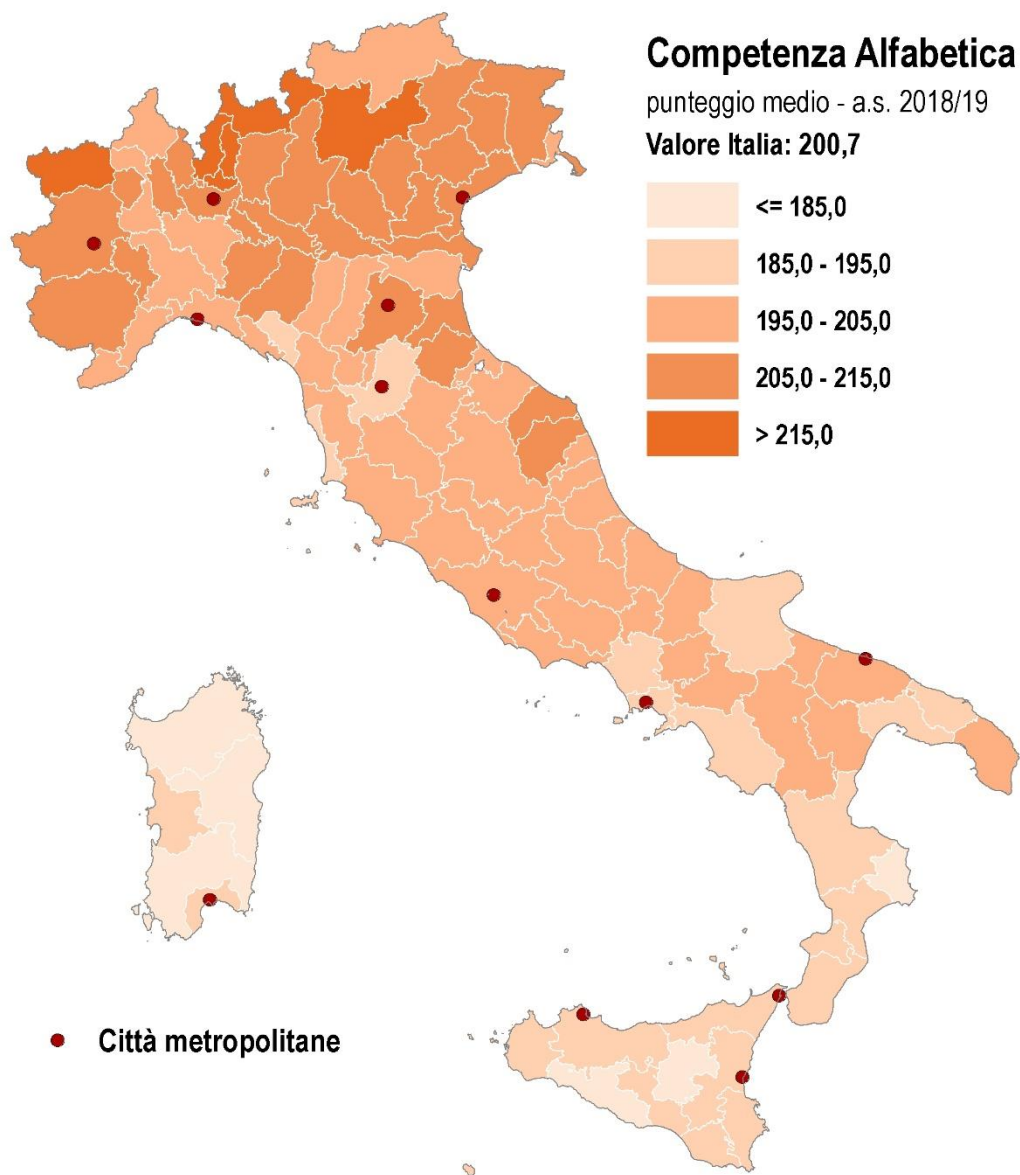 Competenza Alfabetica
punteggio medio - a.s. 2018/19
Valore Italia: 200,7
<= 185,0
185,0 - 195,0
195,0 - 205,0
205,0 - 215,0
> 215,0
Città metropolitane